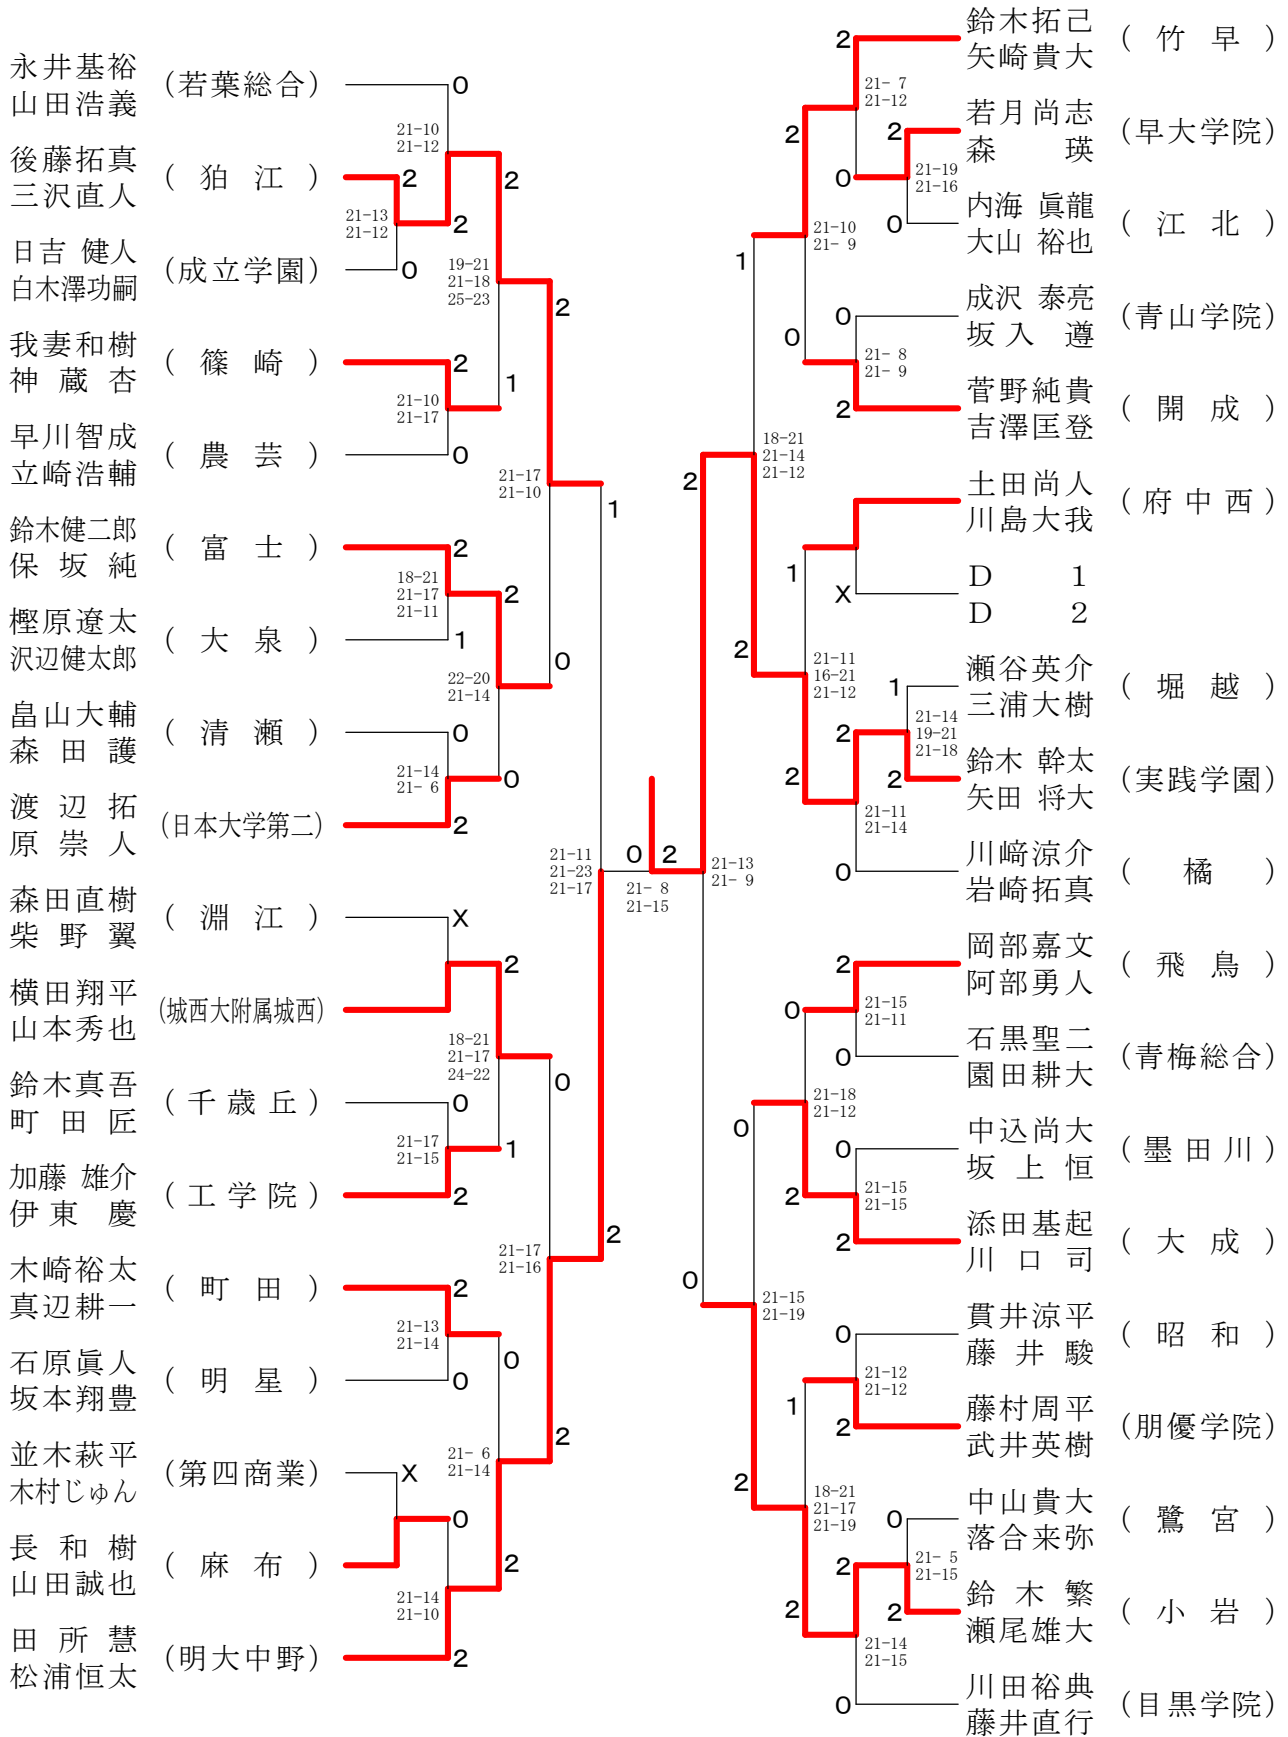 永井基裕
山田浩義
(若葉総合)
0
21-10
21-12
後藤拓真
三沢直人
( 狛 江 )
2
2
21-13
21-12
2
日吉 健人
白木澤功嗣
(成立学園)
0
19-21
21-18
25-23
2
我妻和樹
神 蔵 杏
( 篠 崎 )
2
1
21-10
21-17
早川智成
立崎浩輔
( 農 芸 )
0
21-17
21-10
1
鈴木健二郎
保 坂 純
( 富 士 )
2
18-21
21-17
21-11
2
樫原遼太
沢辺健太郎
( 大 泉 )
1
0
22-20
21-14
畠山大輔
森 田 護
( 清 瀬 )
0
21-14
21- 6
0
渡 辺 拓
原 崇 人
(日本大学第二)
2
21-11
21-23
21-17
森田直樹
柴 野 翼
( 淵 江 )
X
2
横田翔平
山本秀也
(城西大附属城西)
18-21
21-17
24-22
0
鈴木真吾
町 田 匠
( 千 歳 丘 )
0
21-17
21-15
1
加藤 雄介
伊 東 慶
( 工 学 院 )
2
21-17
21-16
2
木崎裕太
真辺耕一
( 町 田 )
2
21-13
21-14
0
石原眞人
坂本翔豊
( 明 星 )
0
2
21- 6
21-14
並木萩平
木村じゅん
(第四商業)
X
0
長 和 樹
山田誠也
( 麻 布 )
2
21-14
21-10
田 所 慧
松浦恒太
(明大中野)
2
0
2
21- 8
21-15
鈴木拓己
矢崎貴大
( 竹 早 )
2
21- 7
21-12
2
若月尚志
森 瑛
(早大学院)
2
21-19
21-16
0
内海 眞龍
大山 裕也
( 江 北 )
0
21-10
21- 9
1
成沢 泰亮
坂 入 遵
(青山学院)
0
0
21- 8
21- 9
菅野純貴
吉澤匡登
( 開 成 )
2
18-21
21-14
21-12
2
土田尚人
川島大我
( 府 中 西 )
1
D 1
D 2
X
2
21-11
16-21
21-12
瀬谷英介
三浦大樹
( 堀 越 )
1
21-14
19-21
21-18
2
2
鈴木 幹太
矢田 将大
(実践学園)
2
21-11
21-14
川﨑涼介
岩崎拓真
( 橘 )
0
21-13
21- 9
岡部嘉文
阿部勇人
( 飛 鳥 )
2
21-15
21-11
0
石黒聖二
園田耕大
(青梅総合)
0
21-18
21-12
0
中込尚大
坂 上 恒
( 墨 田 川 )
0
21-15
21-15
2
添田基起
川 口 司
( 大 成 )
2
0
21-15
21-19
貫井涼平
藤 井 駿
( 昭 和 )
0
21-12
21-12
1
藤村周平
武井英樹
(朋優学院)
2
2
18-21
21-17
21-19
中山貴大
落合来弥
( 鷺 宮 )
0
21- 5
21-15
2
2
鈴 木 繁
瀬尾雄大
( 小 岩 )
2
21-14
21-15
川田裕典
藤井直行
(目黒学院)
0